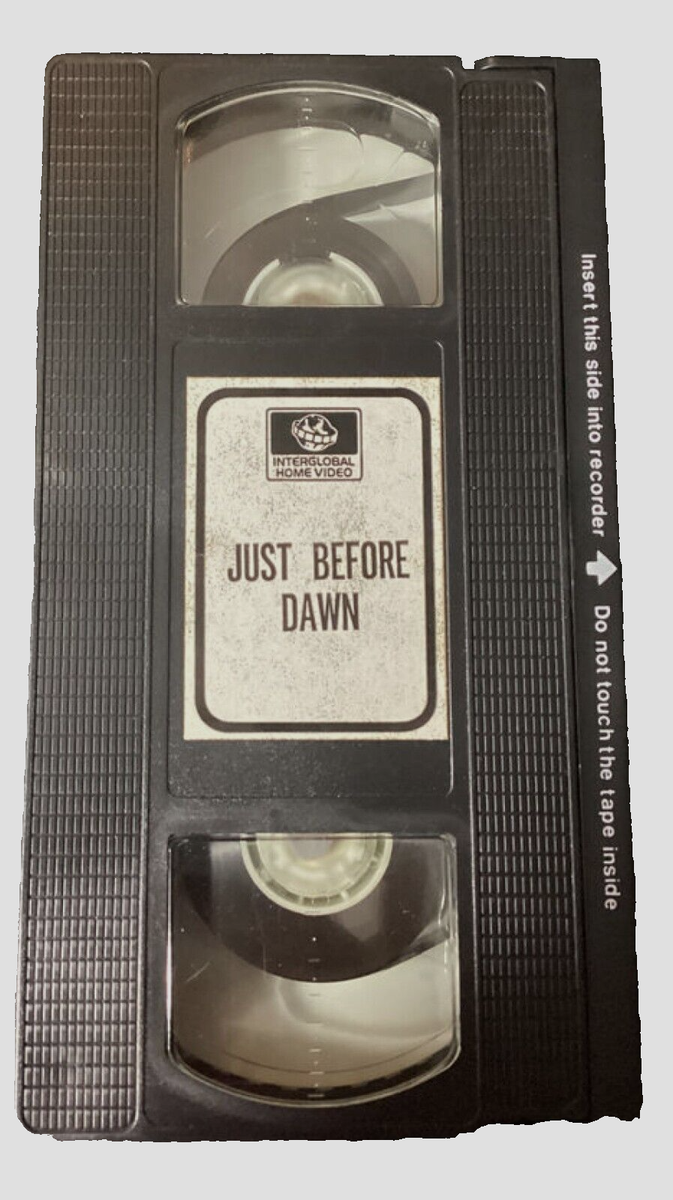 INTERGLOBAL
HOME VIDEO
JUST BEFORE
DAWN
Insert this side into recorder
Do not touch the tape inside